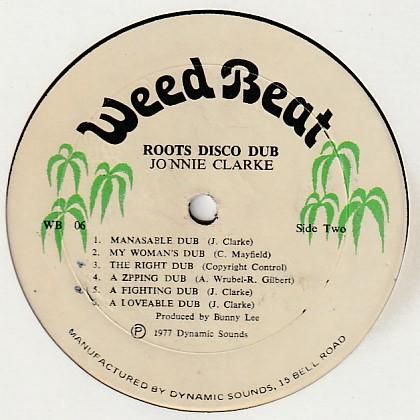 Weed Beat
ROOTS DISCO DUB
JONNIE CLARKE
WB 06
Side Two
1. MANASABLE DUB (J. Clarke)
2. MY WOMAN'S DUB (C. Mayfield)
3. THE RIGHT DUB (Copyright Control)
4. A ZPPING DUB (A. Wrubel-R. Gilbert)
5. A FIGHTING DUB (J. Clarke)
A LOVEABLE DUB (J. Clarke)
Produced by Bunny Lee
Ⓟ 1977 Dynamic Sounds
MANUFACTURED BY DYNAMIC SOUNDS, 15 BELL ROAD